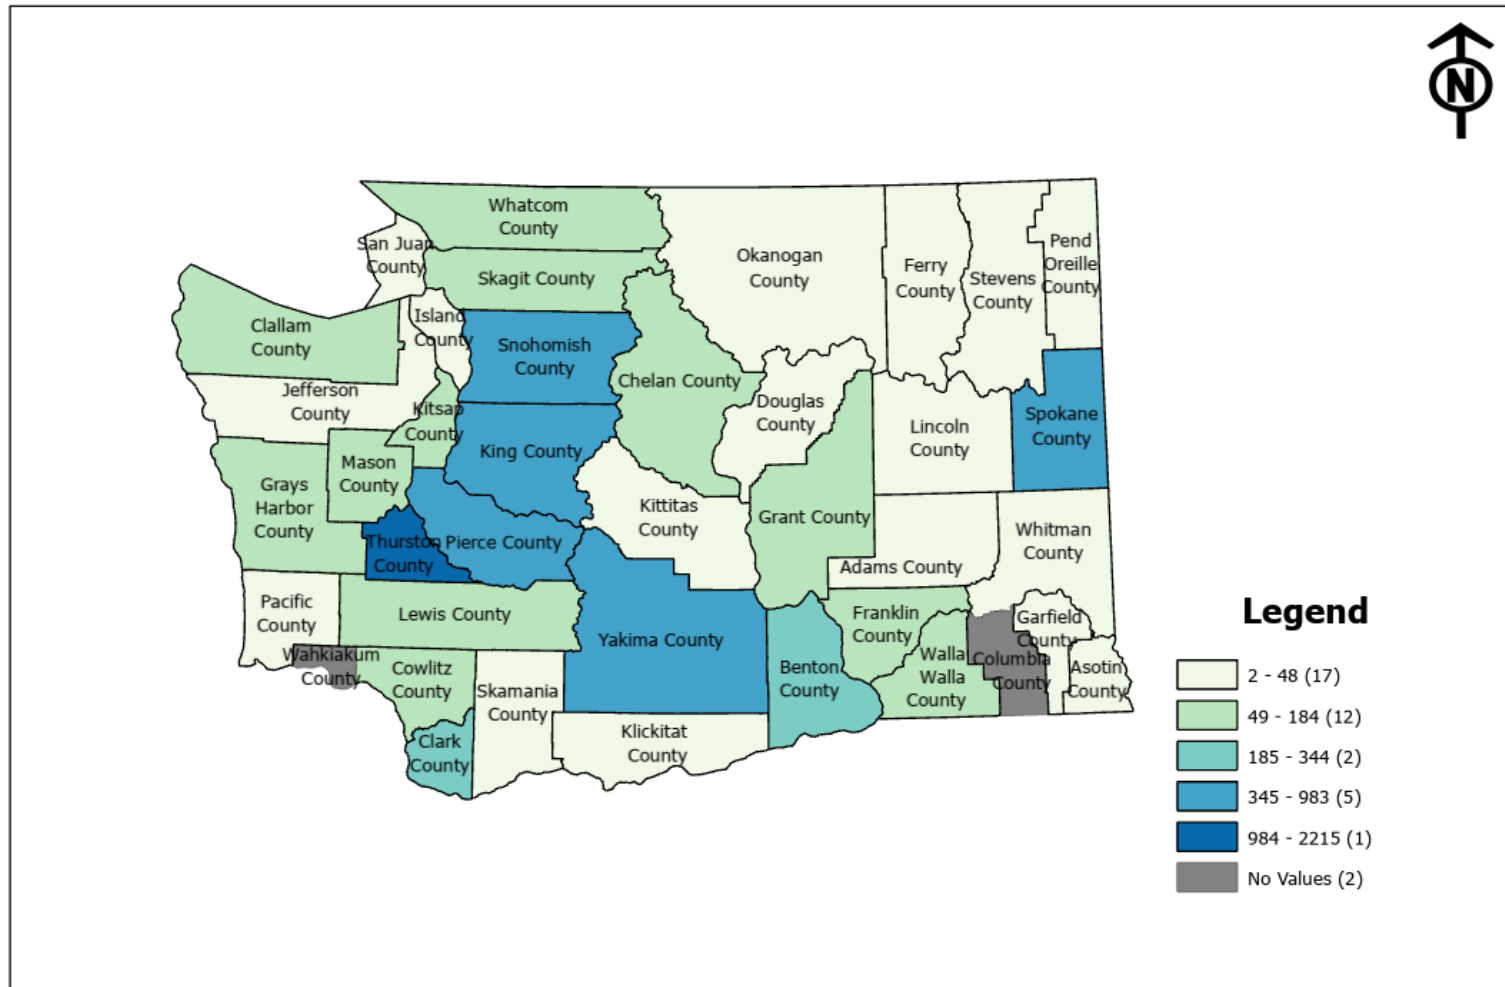 N
Whatcom
County
San Juan
County
Skagit County
Okanogan
County
Ferry
County
Stevens
County
Pend
Oreille
County
Clallam
County
Island
County
Snohomish
County
Chelan County
Jefferson
County
Kitsap
County
Douglas
County
Lincoln
County
Spokane
County
King County
Mason
County
Grays
Harbor
County
Kittitas
County
Grant County
Whitman
County
Thurston
County
Pierce County
Adams County
Pacific
County
Lewis County
Yakima County
Franklin
County
Garfield
County
Wahkiakum
County
Cowlitz
County
Skamania
County
Benton
County
Walla
Walla
County
Columbia
County
Asotin
County
Clark
County
Klickitat
County
Legend
2 - 48 (17)
49 - 184 (12)
185 - 344 (2)
345 - 983 (5)
984 - 2215 (1)
No Values (2)